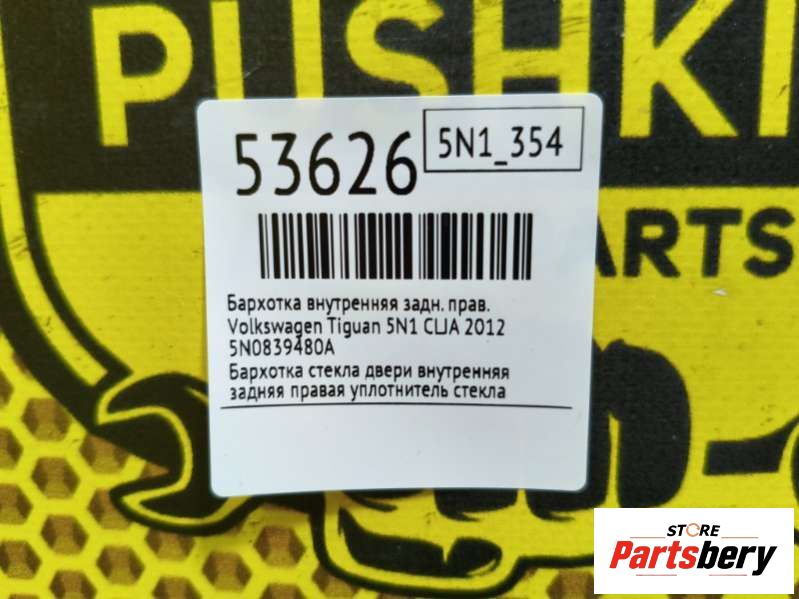 PUSHKI
ARTS
53626
5N1_354
Бархотка внутренняя задн. прав.
Volkswagen Tiguan 5N1 CLJA 2012
5N0839480A
Бархотка стекла двери внутренняя
задняя правая уплотнитель стекла
STORE
Partsbery